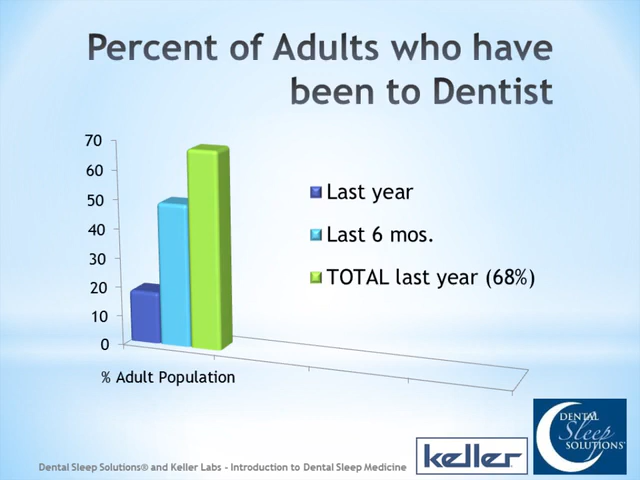 Percent of Adults who have
been to Dentist
70
60
50
40
30
20
10
0
Last year
Last 6 mos.
TOTAL last year (68%)
% Adult Population
Dental Sleep Solutions® and Keller Labs - Introduction to Dental Sleep Medicine
keller
DENTAL
Sleep
SOLUTIONS